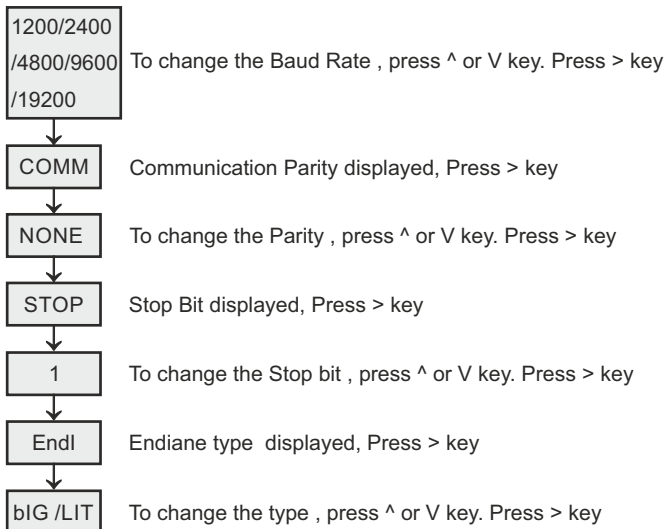 1200/2400
/4800/9600
/19200
To change the Baud Rate , press ^ or V key. Press > key
COMM
Communication Parity displayed, Press > key
NONE
To change the Parity , press ^ or V key. Press > key
STOP
Stop Bit displayed, Press > key
1
To change the Stop bit , press ^ or V key. Press > key
EndI
Endiane type displayed, Press > key
bIG /LIT
To change the type , press ^ or V key. Press > key